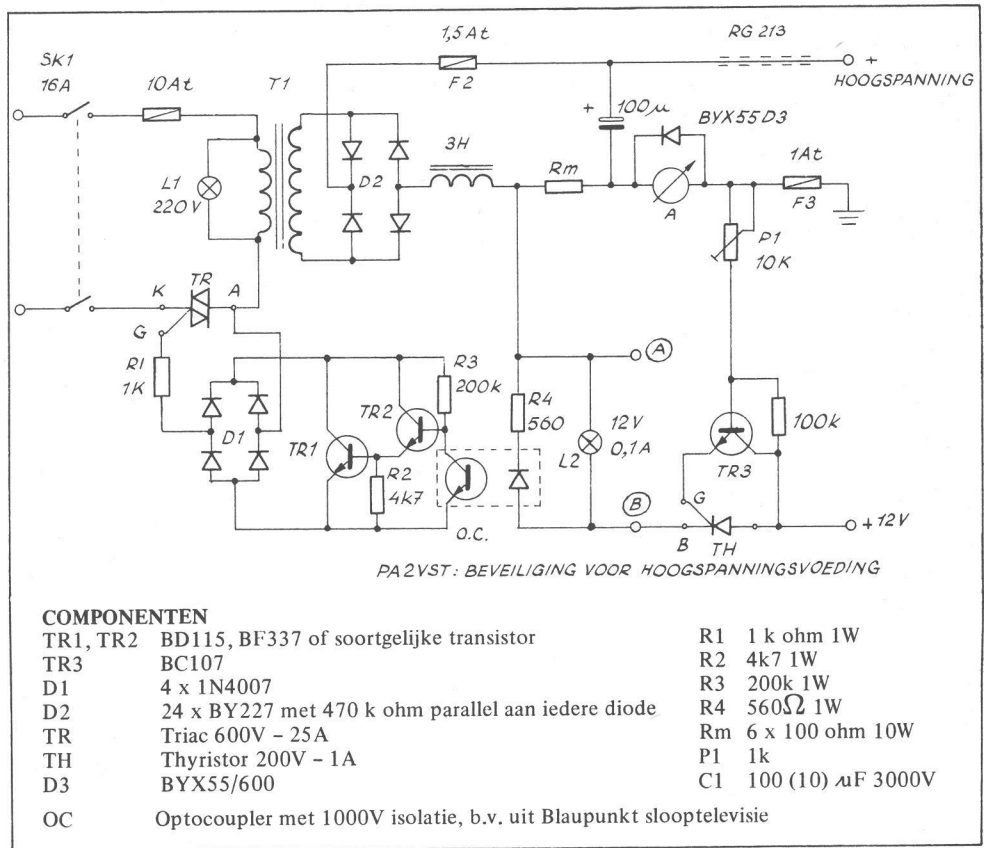 SK1
16A
10At
T1
1,5At
F2
RG 213
+
HOOGSPANNING
+
100µ
BYX55D3
3H
Rm
A
1At
F3
L1
220V
D2
P1
10K
TR
K
A
G
R1
1K
D1
TR1
TR2
R3
200k
R2
4k7
R4
560
12V
0,1A
L2
A
B
O.C.
100k
TR3
G
B
TH
+12V
PA2VST: BEVEILIGING VOOR HOOGSPANNINGSVOEDING
COMPONENTEN
TR1, TR2 BD115, BF337 of soortgelijke transistor
TR3 BC107
D1 4 x 1N4007
D2 24 x BY227 met 470 k ohm parallel aan iedere diode
TR Triac 600V – 25A
TH Thyristor 200V – 1A
D3 BYX55/600
OC Optocoupler met 1000V isolatie, b.v. uit Blaupunkt slooptelevisie
R1 1 k ohm 1W
R2 4k7 1W
R3 200k 1W
R4 560Ω 1W
Rm 6 x 100 ohm 10W
P1 1k
C1 100 (10) µF 3000V